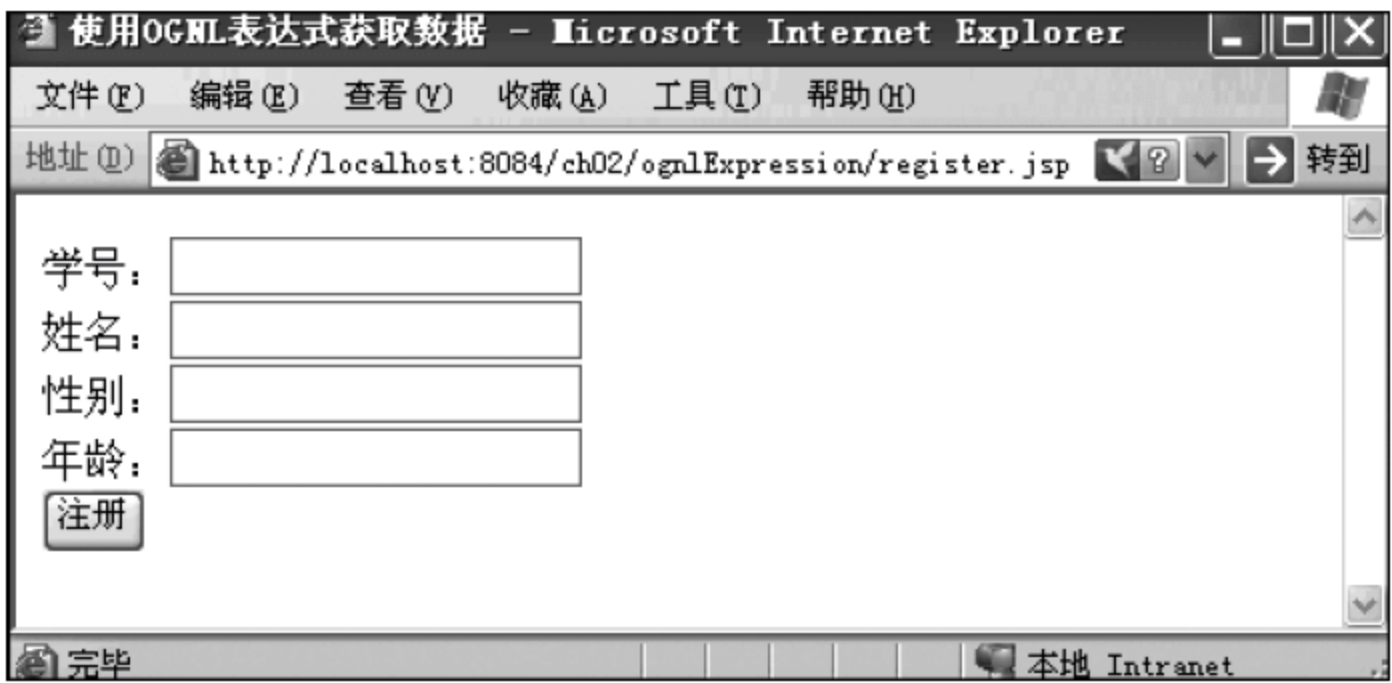 使用OGNL表达式获取数据 - Microsoft Internet Explorer
文件(F) 编辑(E) 查看(V) 收藏(A) 工具(T) 帮助(H)
地址(D) http://localhost:8084/ch02/ognlExpression/register.jsp ? 转到
学号：
姓名：
性别：
年龄：
注册
完毕 本地 Intranet